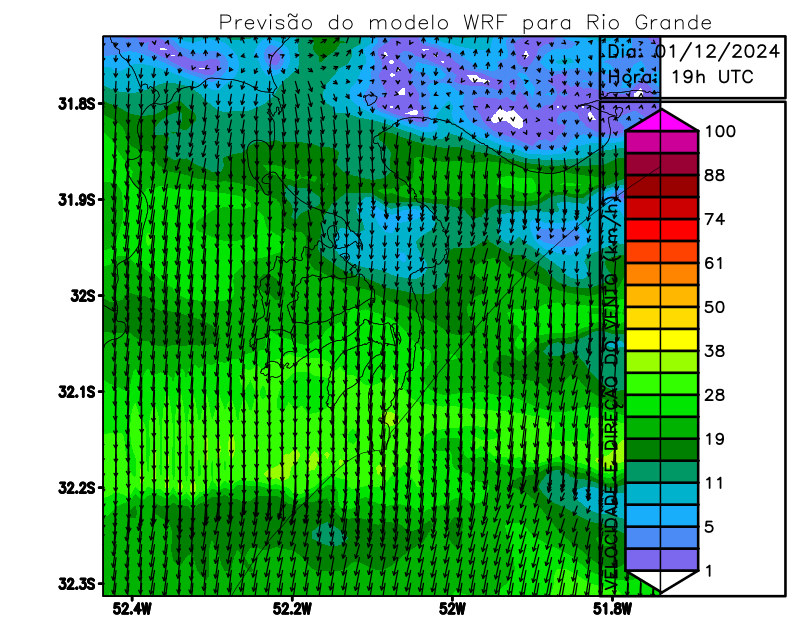 Previsão do modelo WRF para Rio Grande
Dia: 01/12/2024
Hora: 19h UTC
31.8S
31.9S
32S
32.1S
32.2S
32.3S
52.4W
52.2W
52W
51.8W
VELOCIDADE E DIREÇÃO DO VENTO (km/h)
100
88
74
61
50
38
28
19
11
5
1